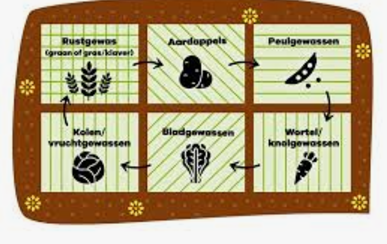 Rustgewas
(graan of gras/klaver)
Aardappels
Peulgewassen
Kolen/
vruchtgewassen
Bladgewassen
Wortel/
knolgewassen